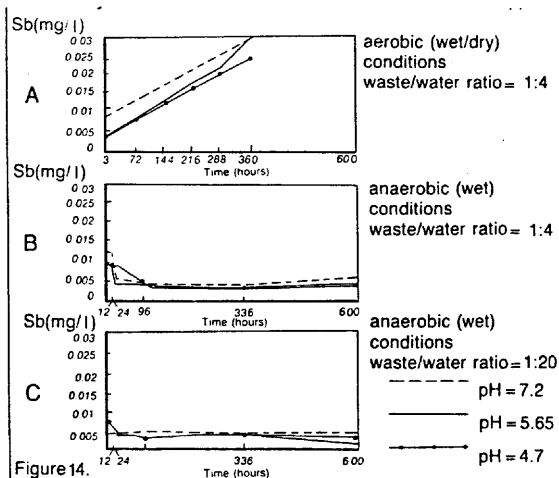 Sb(mg/l)
0.03
0.025
0.02
0.015
0.01
0.005
0
A
3 72 144 216 288 360 600
Time (hours)
aerobic (wet/dry)
conditions
waste/water ratio = 1:4
Sb(mg/l)
0.03
0.025
0.02
0.015
0.01
0.005
0
B
12 24 96 336 600
Time (hours)
anaerobic (wet)
conditions
waste/water ratio = 1:4
Sb(mg/l)
0.03
0.025
0.02
0.015
0.01
0.005
C
12 24 336 600
Time (hours)
anaerobic (wet)
conditions
waste/water ratio = 1:20
pH = 7.2
pH = 5.65
pH = 4.7
Figure 14.